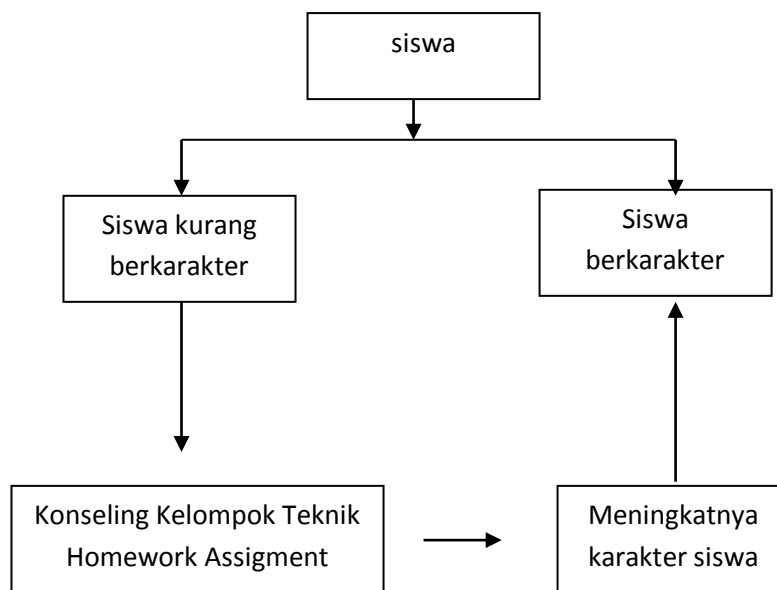 siswa
Siswa kurang
berkarakter
Siswa
berkarakter
Konseling Kelompok Teknik
Homework Assigment
Meningkatnya
karakter siswa